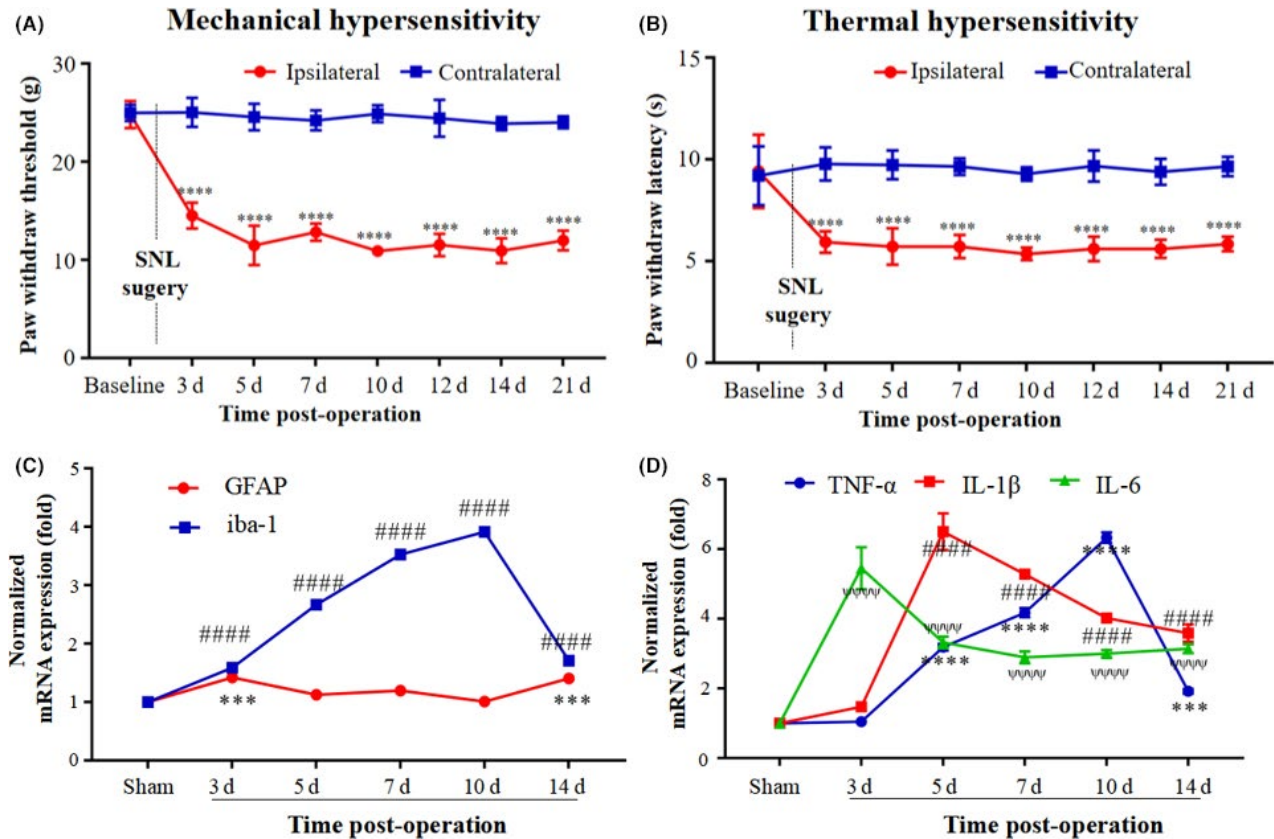 (A) Mechanical hypersensitivity
Paw withdraw threshold (g)
30
20
10
0
Ipsilateral Contralateral
**** **** **** **** **** **** ****
SNL
sugery
Baseline 3 d 5 d 7 d 10 d 12 d 14 d 21 d
Time post-operation
(B) Thermal hypersensitivity
Paw withdraw latency (s)
15
10
5
0
Ipsilateral Contralateral
**** **** **** **** **** **** ****
SNL
sugery
Baseline 3 d 5 d 7 d 10 d 12 d 14 d 21 d
Time post-operation
(C)
Normalized
mRNA expression (fold)
5
4
3
2
1
0
GFAP
iba-1
#### #### #### #### ####
*** ***
Sham 3 d 5 d 7 d 10 d 14 d
Time post-operation
(D)
Normalized
mRNA expression (fold)
8
6
4
2
0
TNF-α IL-1β IL-6
#### #### #### ####
**** **** **** ***
ψψψψ ψψψψ ψψψψ ψψψψ ψψψψ
Sham 3 d 5 d 7 d 10 d 14 d
Time post-operation